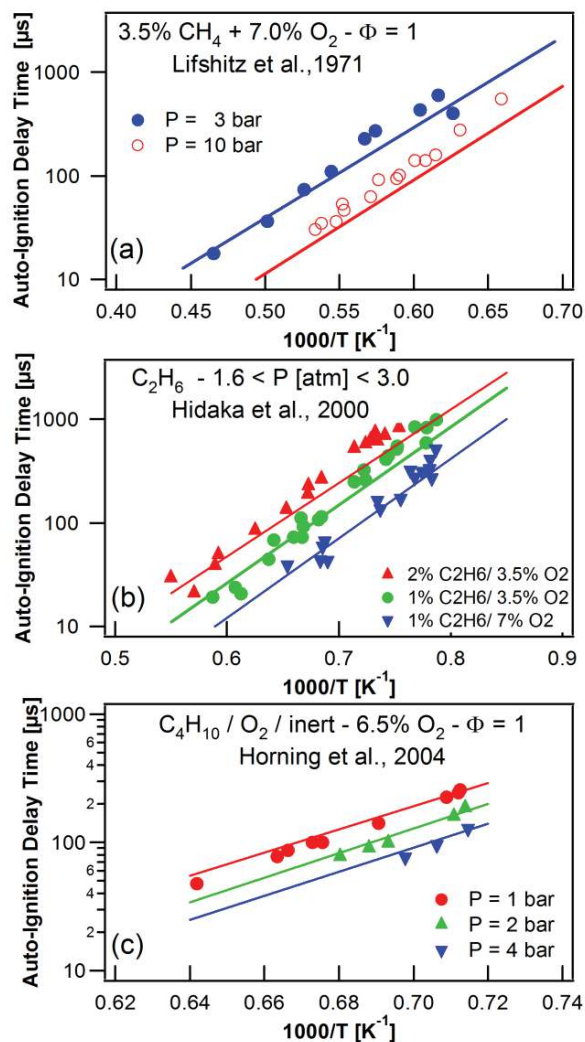 3.5% CH4 + 7.0% O2 - Φ = 1
Lifshitz et al.,1971
P = 3 bar
P = 10 bar
Auto-Ignition Delay Time [µs]
1000
100
10
(a)
0.40 0.45 0.50 0.55 0.60 0.65 0.70
1000/T [K-1]
C2H6 - 1.6 < P [atm] < 3.0
Hidaka et al., 2000
Auto-Ignition Delay Time [µs]
1000
100
10
(b)
2% C2H6/ 3.5% O2
1% C2H6/ 3.5% O2
1% C2H6/ 7% O2
0.5 0.6 0.7 0.8 0.9
1000/T [K-1]
C4H10 / O2 / inert - 6.5% O2 - Φ = 1
Horning et al., 2004
Auto-Ignition Delay Time [µs]
1000
6
4
2
100
6
4
2
10
(c)
P = 1 bar
P = 2 bar
P = 4 bar
0.62 0.64 0.66 0.68 0.70 0.72 0.74
1000/T [K-1]